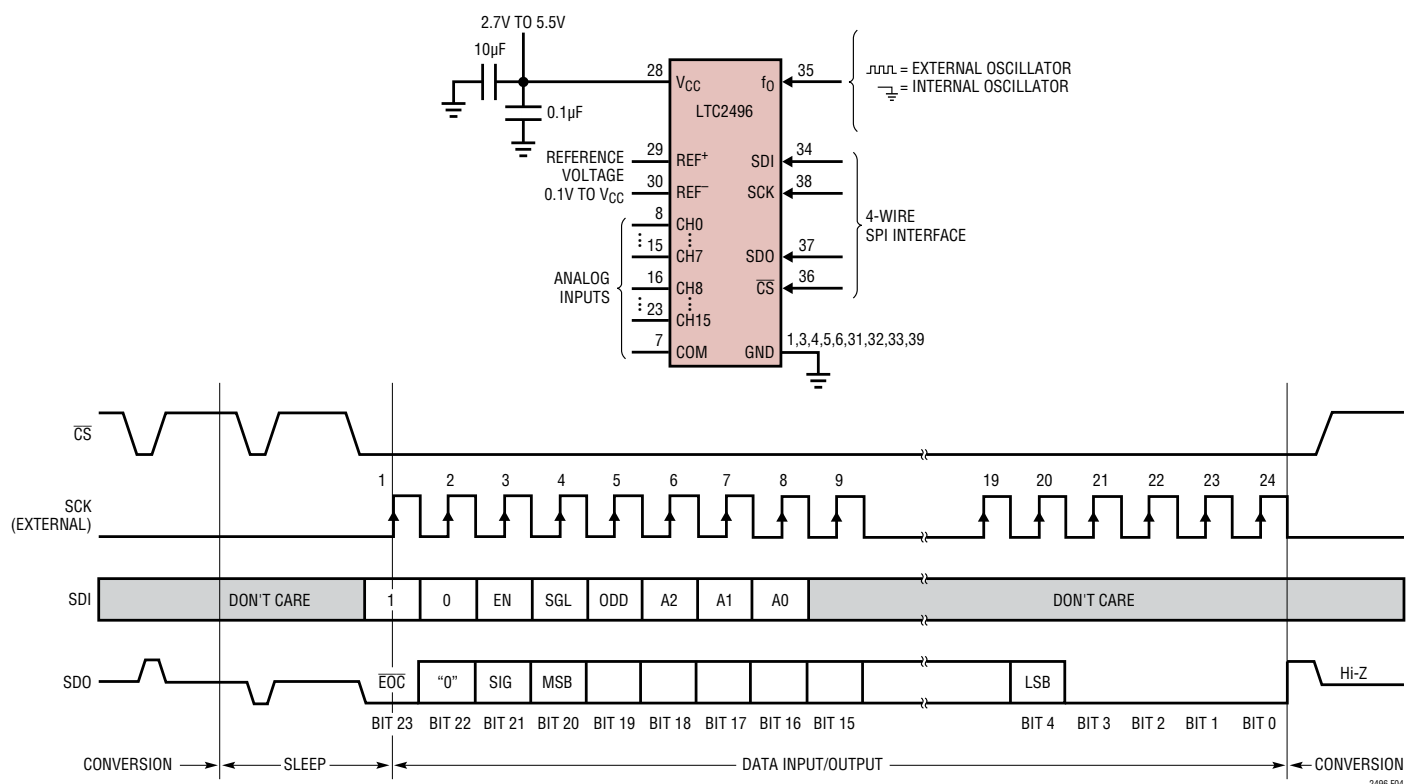 2.7V TO 5.5V
10µF
0.1µF
28
VCC
fO
35
= EXTERNAL OSCILLATOR
= INTERNAL OSCILLATOR
LTC2496
REFERENCE
VOLTAGE
0.1V TO VCC
29
REF+
30
REF–
SDI
34
SCK
38
4-WIRE
SPI INTERFACE
SDO
37
CS
36
ANALOG
INPUTS
8
CH0
15
CH7
16
CH8
23
CH15
7
COM
GND
1,3,4,5,6,31,32,33,39
CS
SCK
(EXTERNAL)
1 2 3 4 5 6 7 8 9 19 20 21 22 23 24
SDI
DON'T CARE 1 0 EN SGL ODD A2 A1 A0 DON'T CARE
SDO
EOC "0" SIG MSB LSB Hi-Z
BIT 23 BIT 22 BIT 21 BIT 20 BIT 19 BIT 18 BIT 17 BIT 16 BIT 15 BIT 4 BIT 3 BIT 2 BIT 1 BIT 0
CONVERSION SLEEP DATA INPUT/OUTPUT CONVERSION
2496 F04